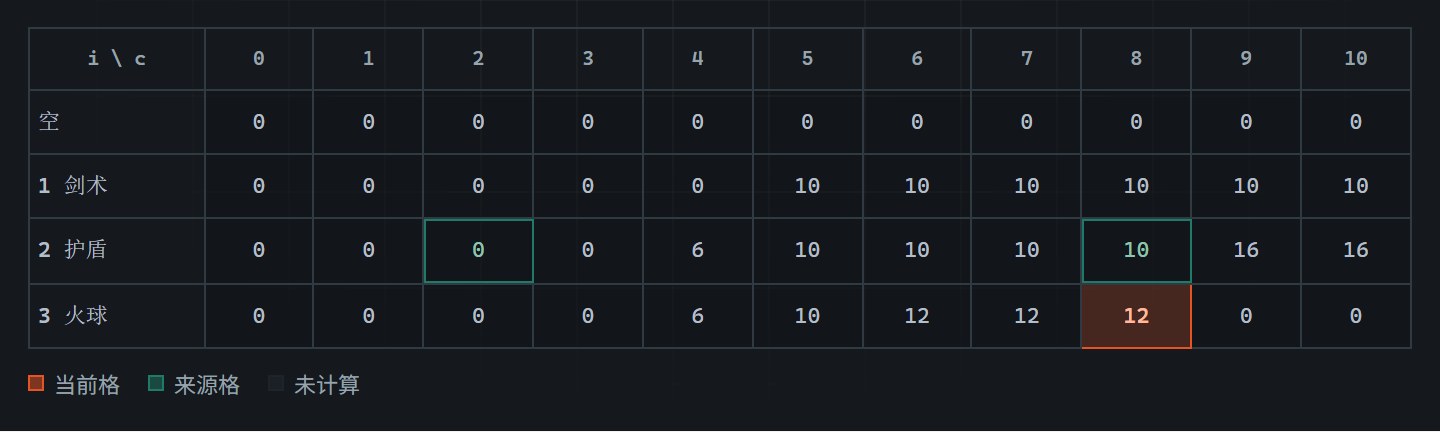 i \ c 0 1 2 3 4 5 6 7 8 9 10
空 0 0 0 0 0 0 0 0 0 0 0
1 剑术 0 0 0 0 0 10 10 10 10 10 10
2 护盾 0 0 0 0 6 10 10 10 10 16 16
3 火球 0 0 0 0 6 10 12 12 12 0 0
当前格 来源格 未计算